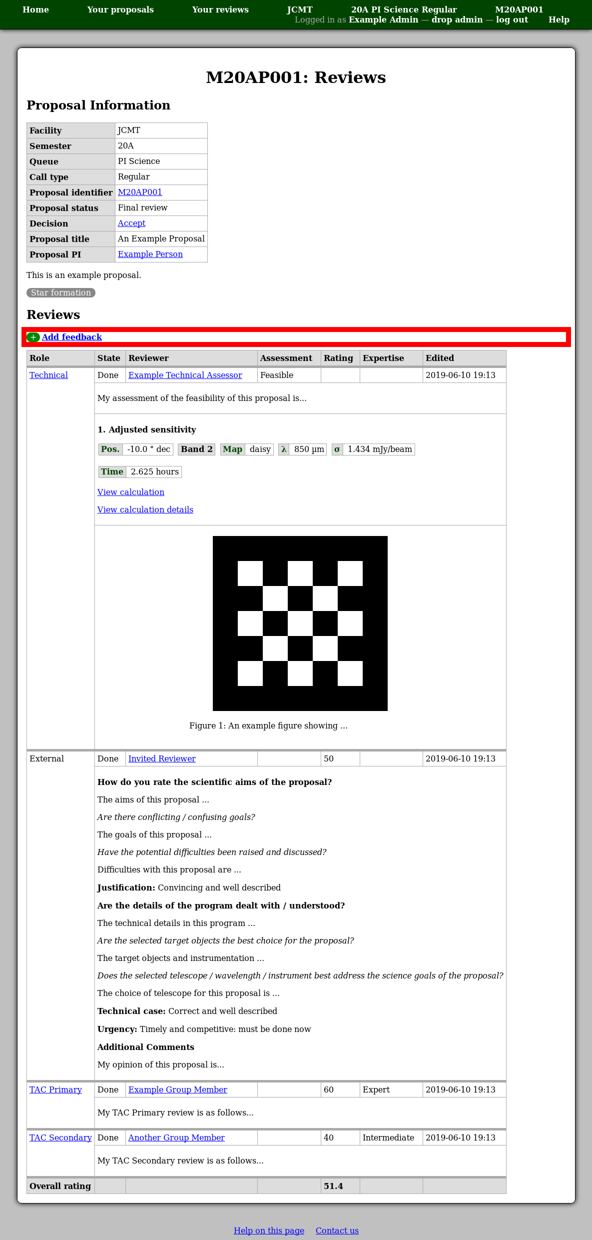 Home Your proposals Your reviews JCMT 20A PI Science Regular M20AP001
Logged in as Example Admin — drop admin — log out Help
M20AP001: Reviews
Proposal Information
Facility JCMT
Semester 20A
Queue PI Science
Call type Regular
Proposal identifier M20AP001
Proposal status Final review
Decision Accept
Proposal title An Example Proposal
Proposal PI Example Person
This is an example proposal.
Star formation
Reviews
+ Add feedback
Role State Reviewer Assessment Rating Expertise Edited
Technical Done Example Technical Assessor Feasible 2019-06-10 19:13
My assessment of the feasibility of this proposal is...
1. Adjusted sensitivity
Pos. -10.0 ° dec Band 2 Map daisy λ 850 µm σ 1.434 mJy/beam
Time 2.625 hours
View calculation
View calculation details
Figure 1: An example figure showing ...
External Done Invited Reviewer 50 2019-06-10 19:13
How do you rate the scientific aims of the proposal?
The aims of this proposal ...
Are there conflicting / confusing goals?
The goals of this proposal ...
Have the potential difficulties been raised and discussed?
Difficulties with this proposal are ...
Justification: Convincing and well described
Are the details of the program dealt with / understood?
The technical details in this program ...
Are the selected target objects the best choice for the proposal?
The target objects and instrumentation ...
Does the selected telescope / wavelength / instrument best address the science goals of the proposal?
The choice of telescope for this proposal is ...
Technical case: Correct and well described
Urgency: Timely and competitive: must be done now
Additional Comments
My opinion of this proposal is...
TAC Primary Done Example Group Member 60 Expert 2019-06-10 19:13
My TAC Primary review is as follows...
TAC Secondary Done Another Group Member 40 Intermediate 2019-06-10 19:13
My TAC Secondary review is as follows...
Overall rating 51.4
Help on this page Contact us